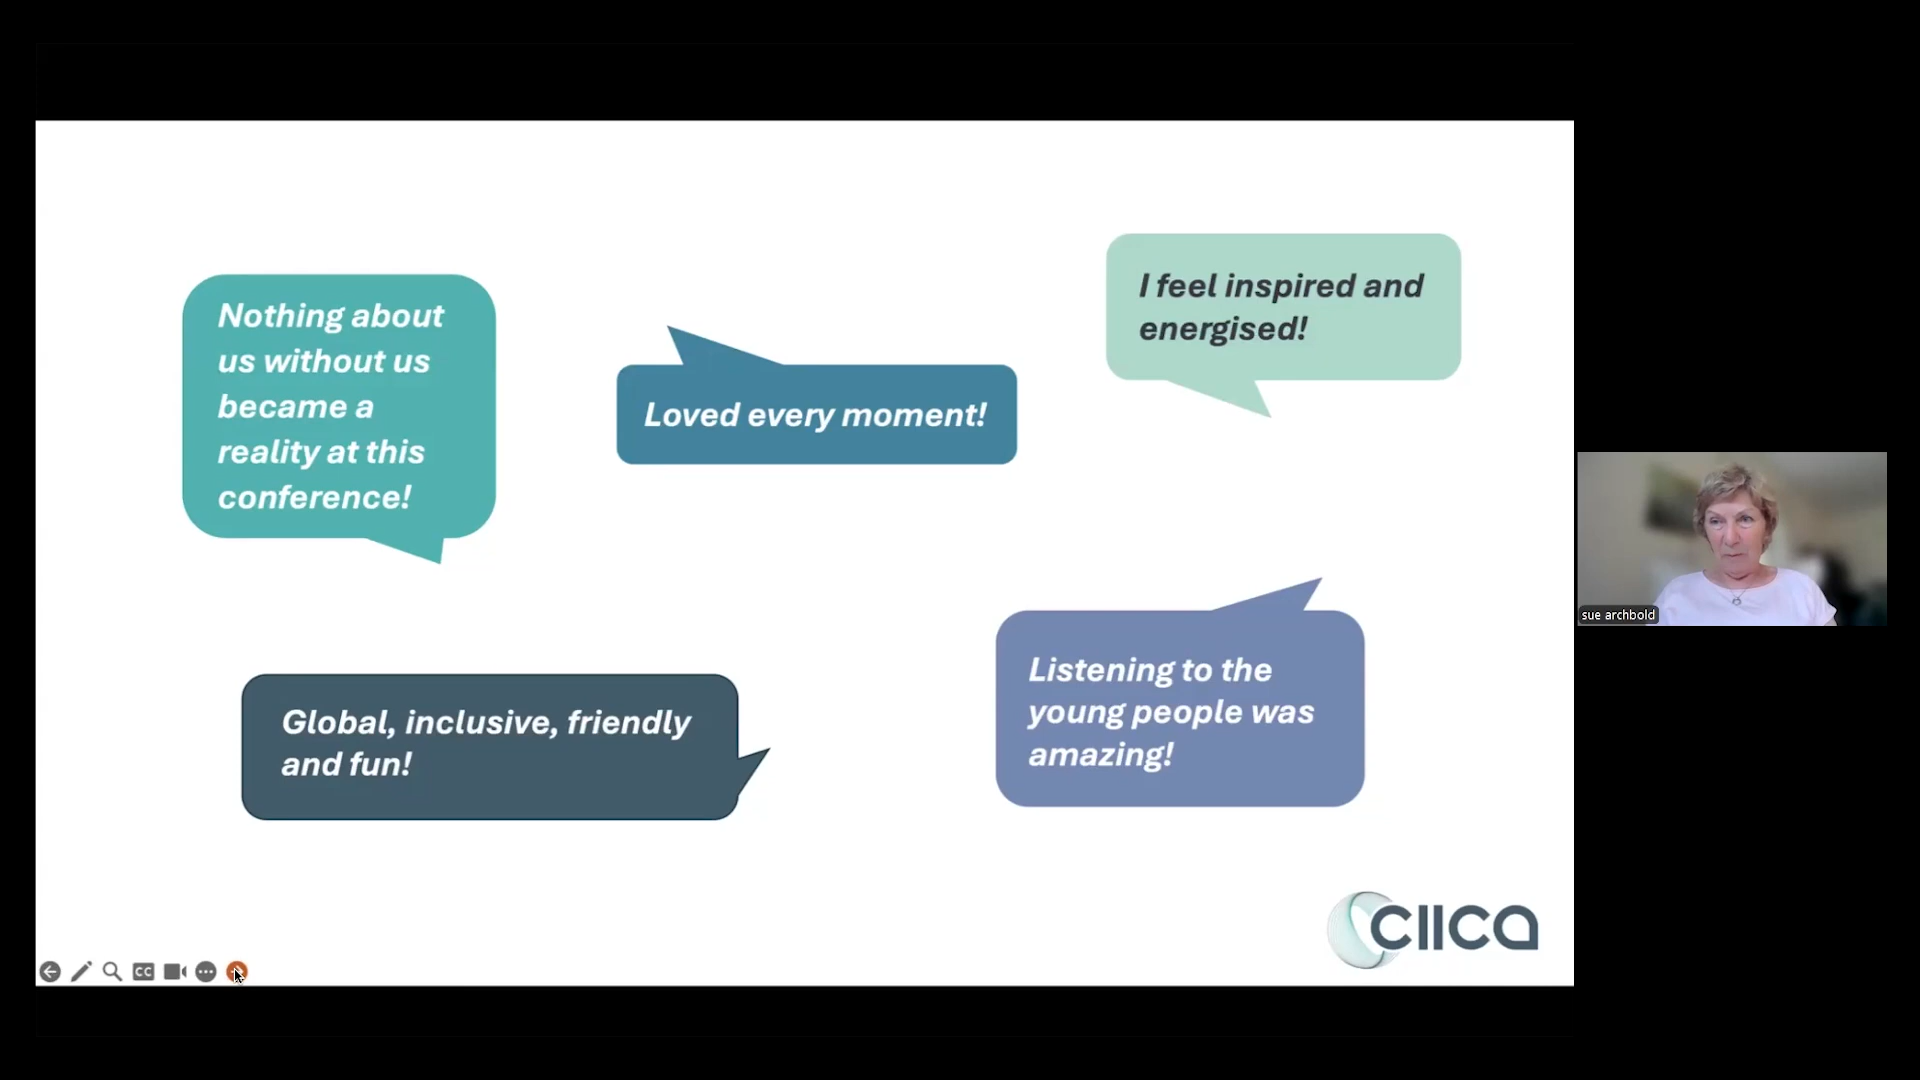 Nothing about
us without us
became a
reality at this
conference!
Loved every moment!
I feel inspired and
energised!
Global, inclusive, friendly
and fun!
Listening to the
young people was
amazing!
CIICA
CC
sue archbold